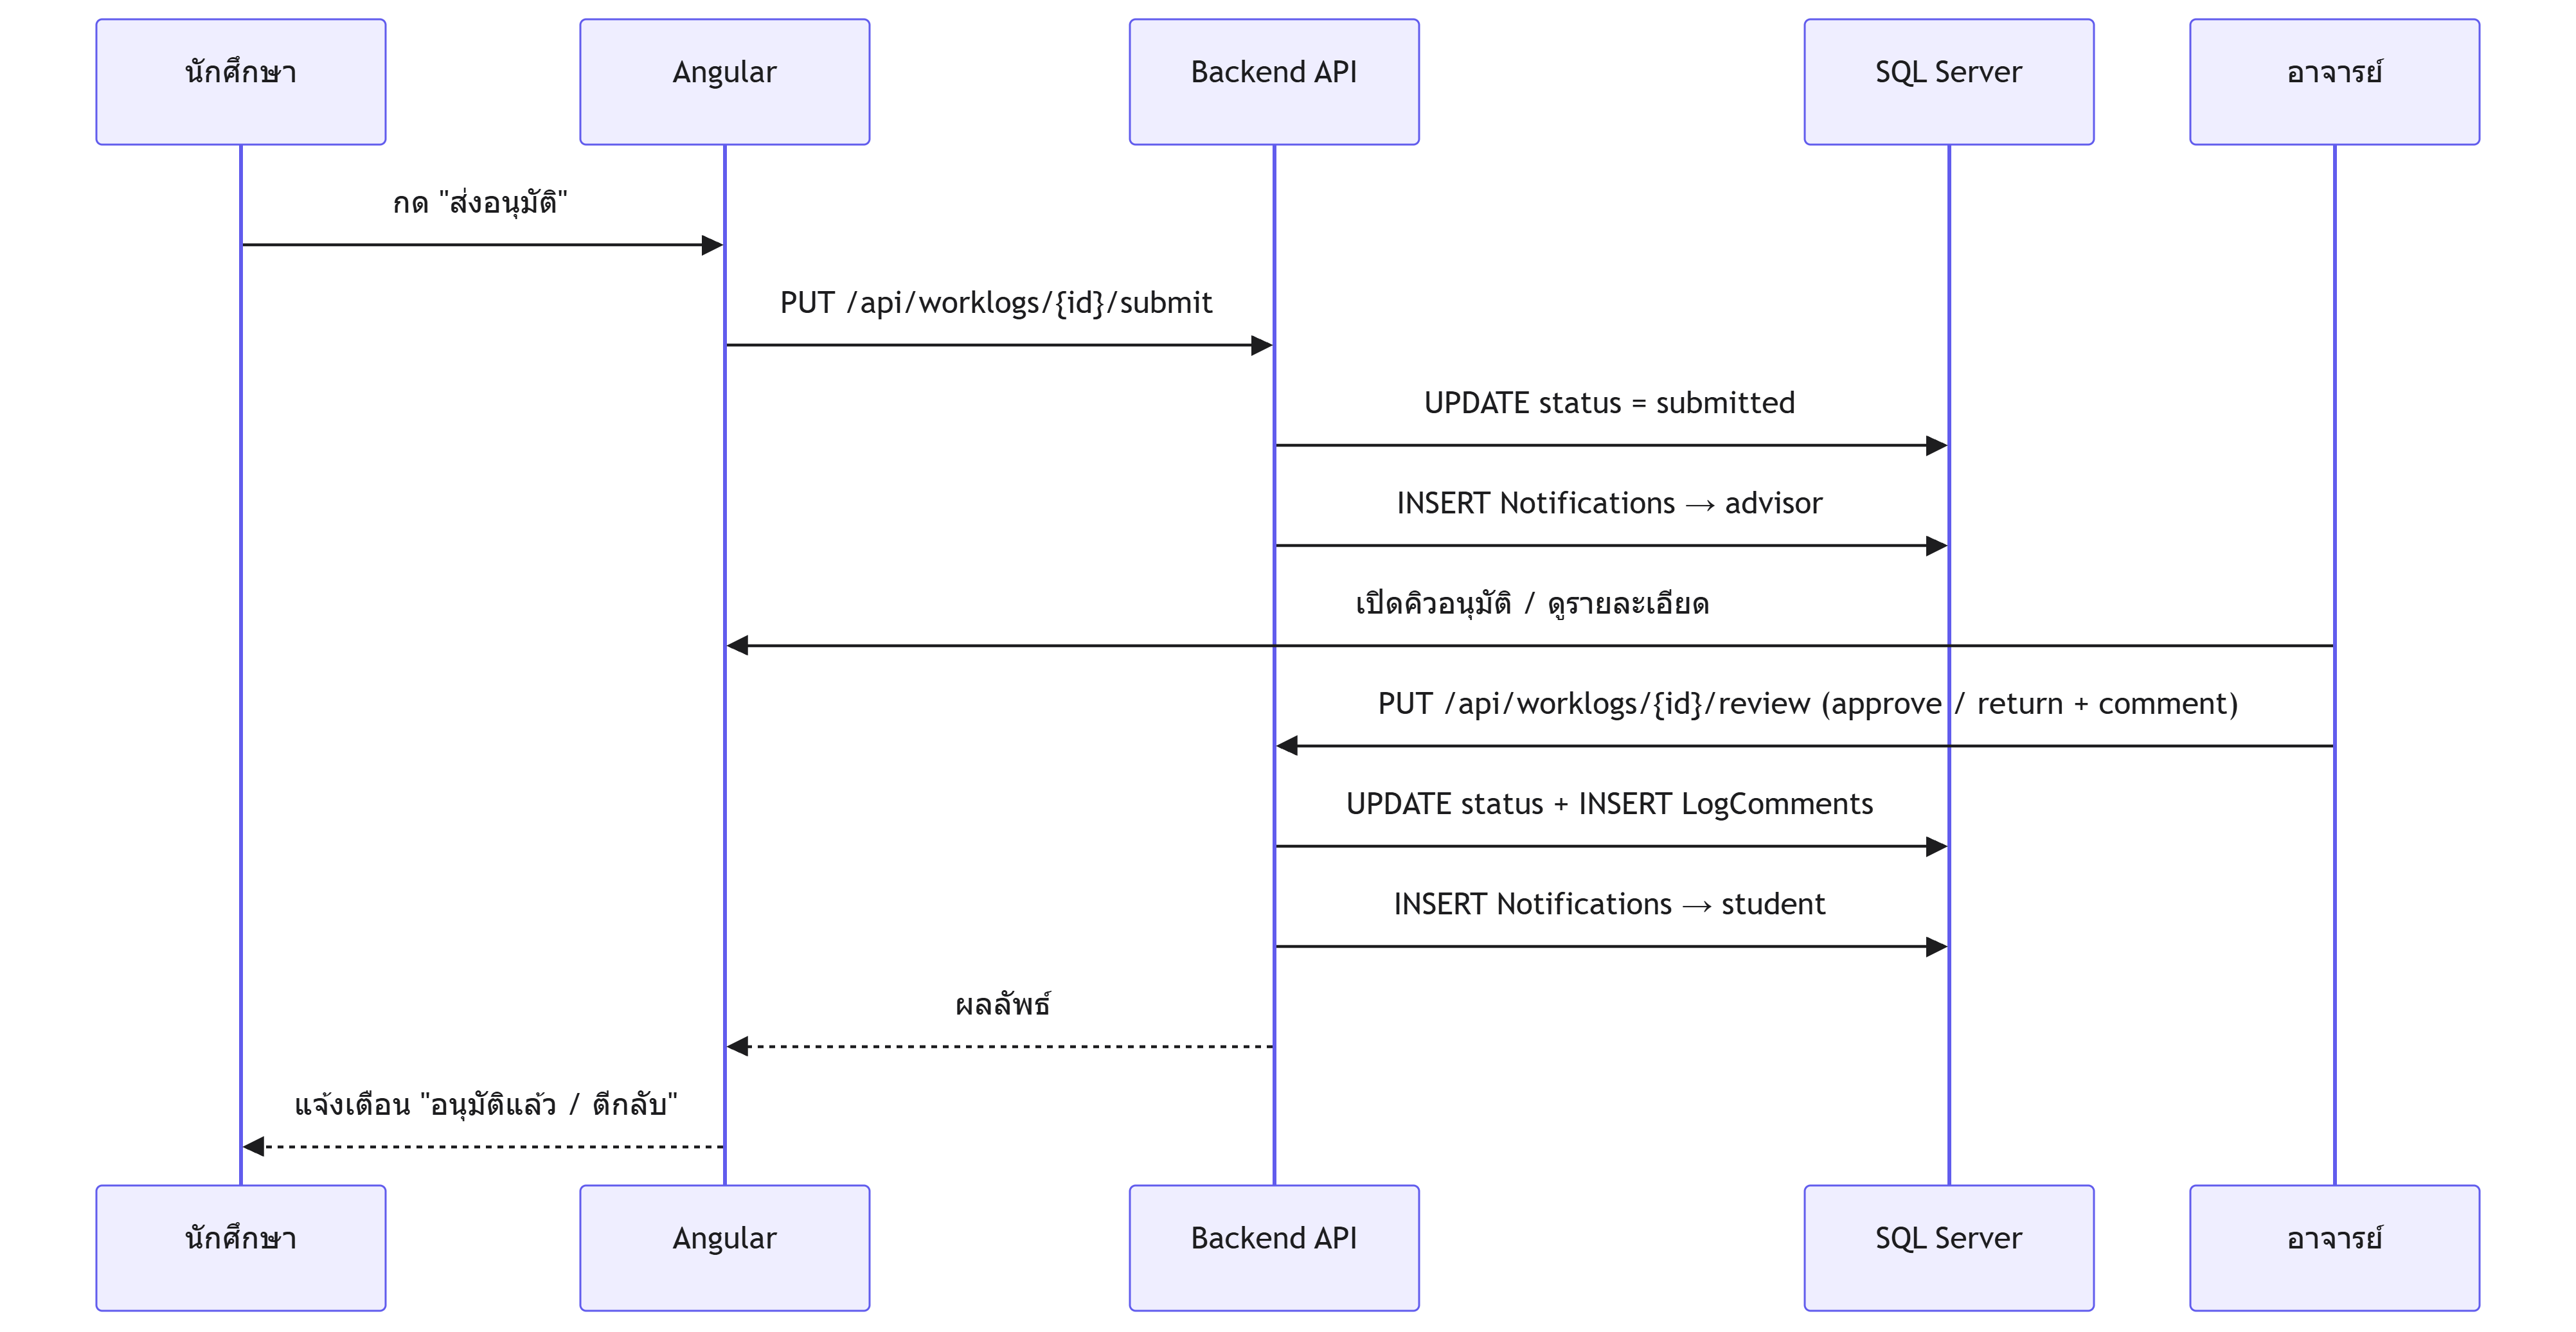 นักศึกษา
Angular
Backend API
SQL Server
อาจารย์
กด "ส่งอนุมัติ"
PUT /api/worklogs/{id}/submit
UPDATE status = submitted
INSERT Notifications → advisor
เปิดคิวอนุมัติ / ดูรายละเอียด
PUT /api/worklogs/{id}/review (approve / return + comment)
UPDATE status + INSERT LogComments
INSERT Notifications → student
ผลลัพธ์
แจ้งเตือน "อนุมัติแล้ว / ตีกลับ"
นักศึกษา
Angular
Backend API
SQL Server
อาจารย์